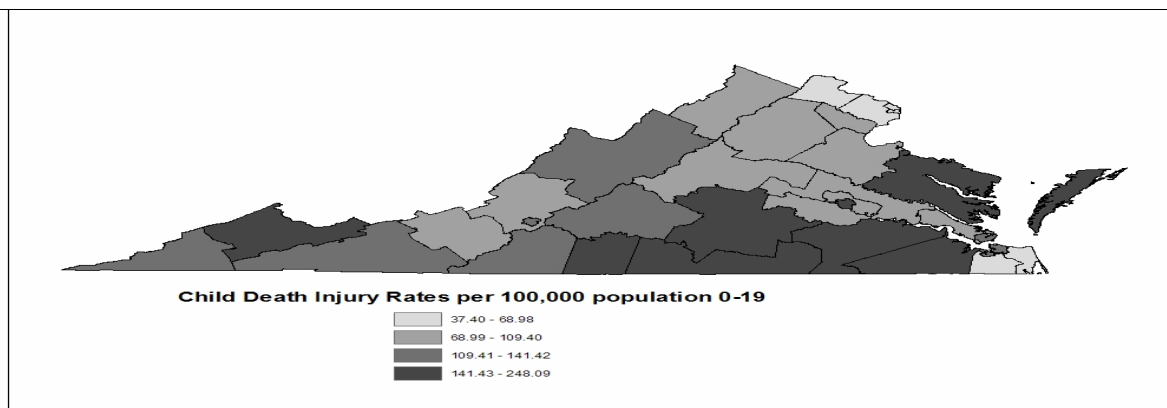 Child Death Injury Rates per 100,000 population 0-19
37.40 - 68.98
68.99 - 109.40
109.41 - 141.42
141.43 - 248.09